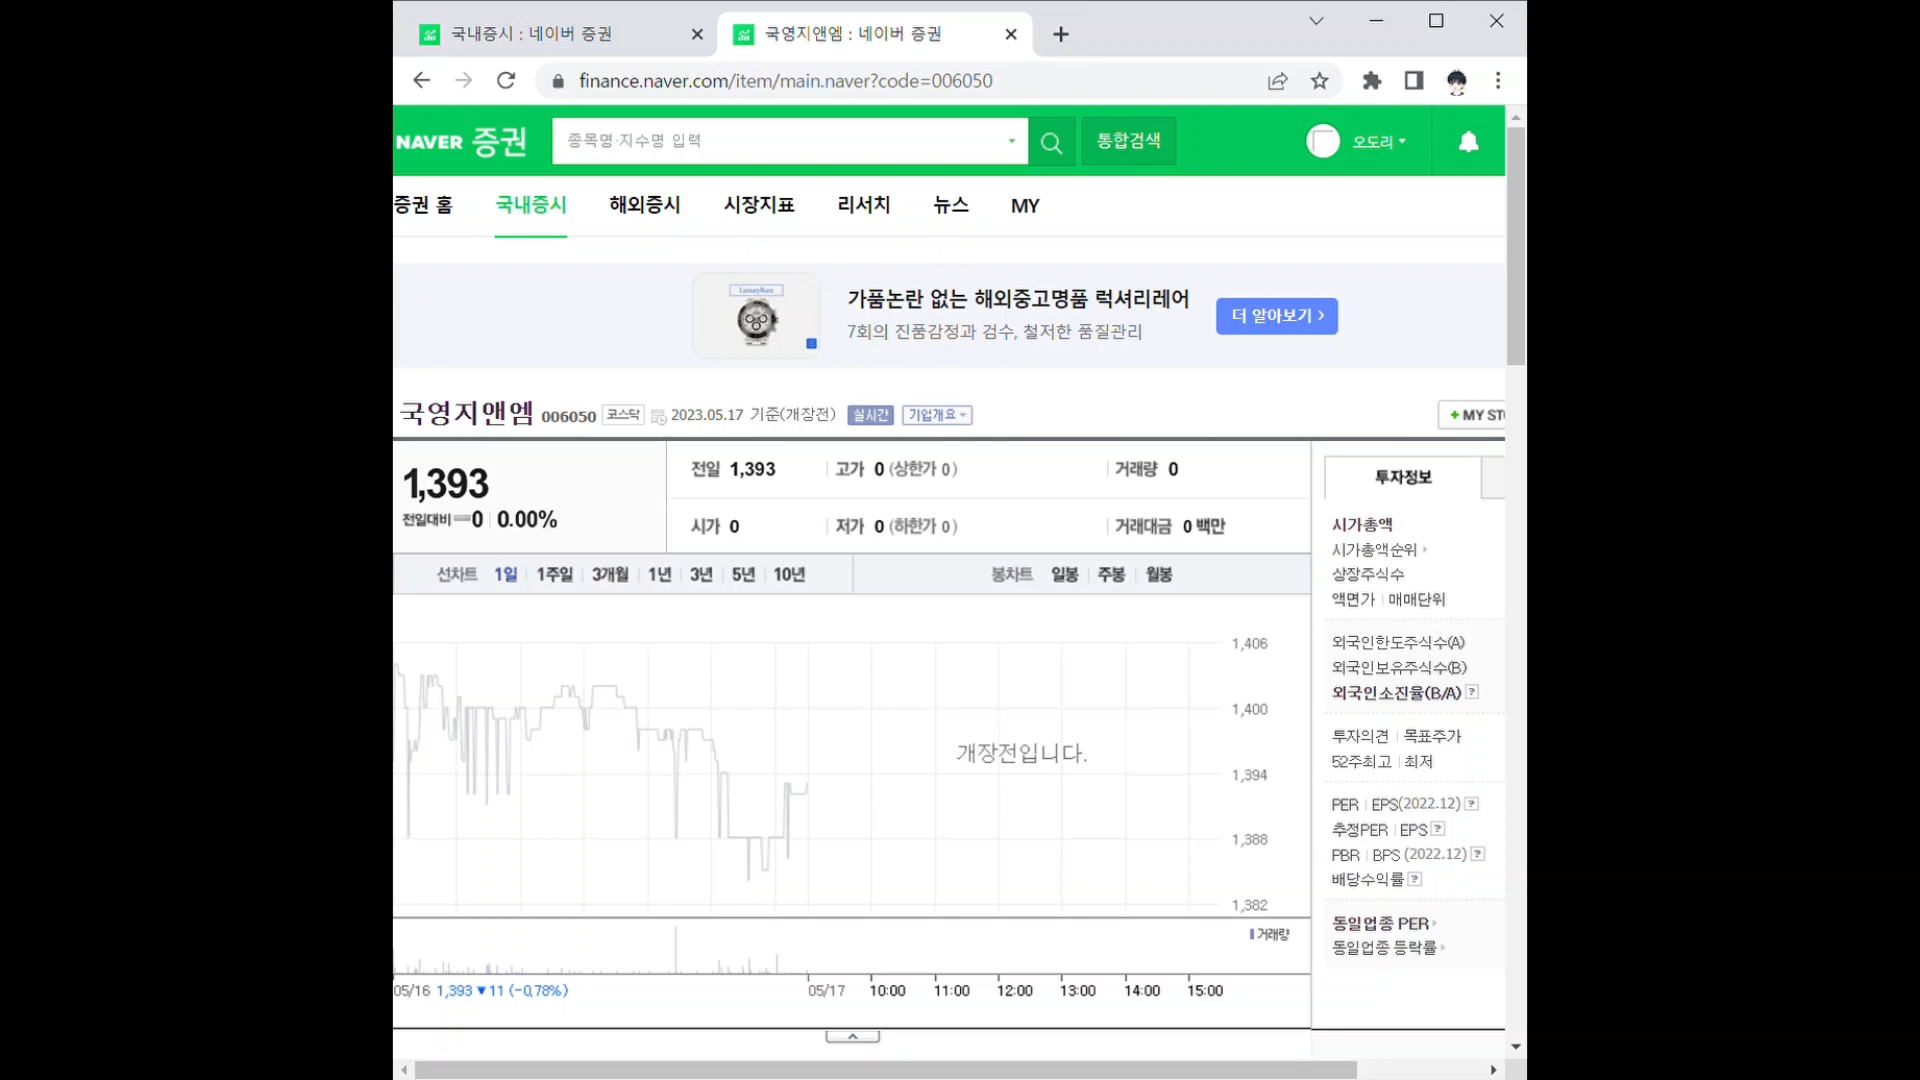 국내증시 : 네이버 증권
국영지앤엠 : 네이버 증권
finance.naver.com/item/main.naver?code=006050
NAVER 증권
종목명·지수명 입력
통합검색
오도리
증권 홈 국내증시 해외증시 시장지표 리서치 뉴스 MY
LuxuryRare
가품논란 없는 해외중고명품 럭셔리레어
7회의 진품감정과 검수, 철저한 품질관리
더 알아보기 >
국영지앤엠 006050 코스닥 2023.05.17 기준(개장전) 실시간 기업개요
+ MY STO
1,393
전일대비 0 0.00%
전일 1,393 고가 0 (상한가 0) 거래량 0
시가 0 저가 0 (하한가 0) 거래대금 0 백만
선차트 1일 1주일 3개월 1년 3년 5년 10년 봉차트 일봉 주봉 월봉
1,406
1,400
개장전입니다.
1,394
1,388
1,382
거래량
05/16 1,393 ▼11 (-0.78%) 05/17 10:00 11:00 12:00 13:00 14:00 15:00
투자정보
시가총액
시가총액순위
상장주식수
액면가 | 매매단위
외국인한도주식수(A)
외국인보유주식수(B)
외국인소진율(B/A) ?
투자의견 | 목표주가
52주최고 | 최저
PER | EPS(2022.12) ?
추정PER | EPS ?
PBR | BPS (2022.12) ?
배당수익률 ?
동일업종 PER
동일업종 등락률